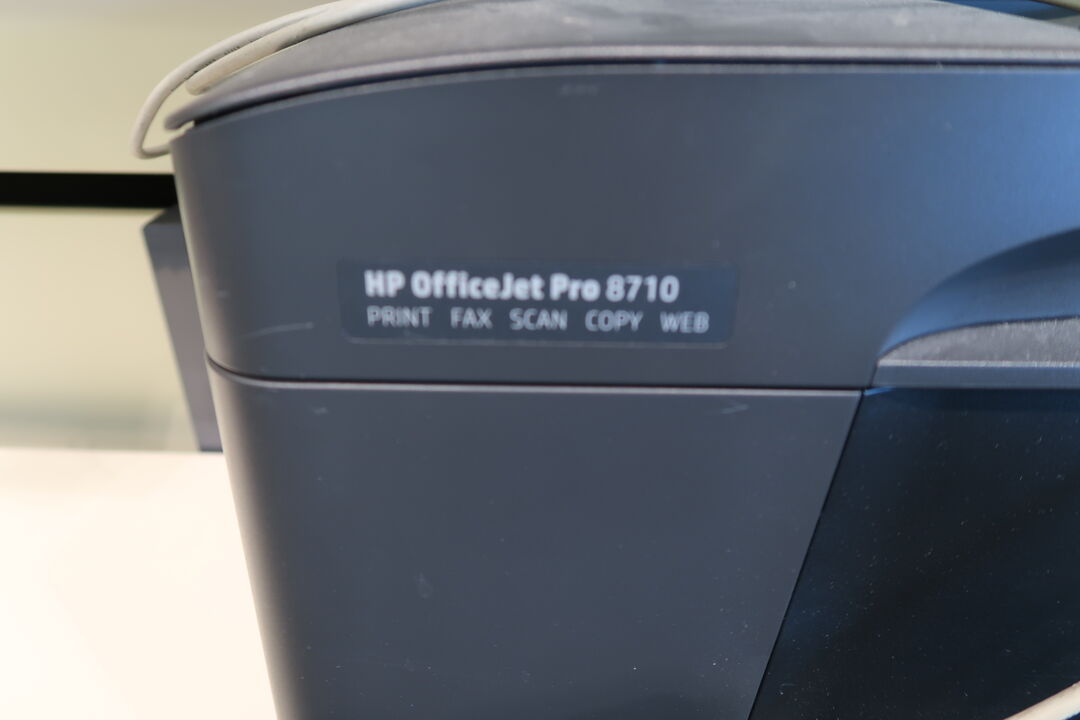 HP OfficeJet Pro 8710
PRINT FAX SCAN COPY WEB